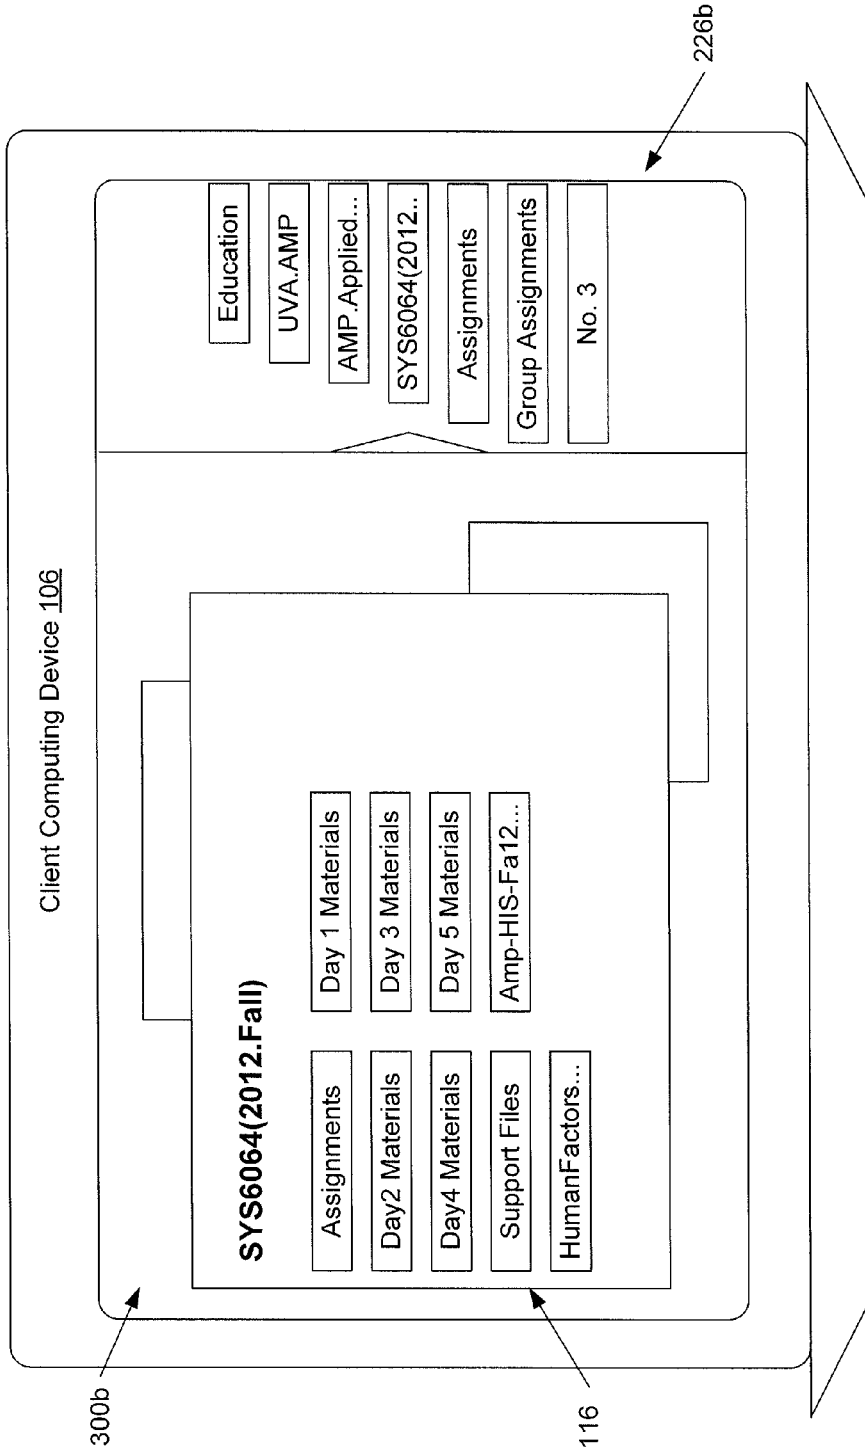 Client Computing Device 106
300b
SYS6064(2012.Fall)
Assignments
Day 1 Materials
Day2 Materials
Day 3 Materials
Day4 Materials
Day 5 Materials
Support Files
Amp-HIS-Fa12...
HumanFactors...
116
Education
UVA.AMP
AMP.Applied...
SYS6064(2012..
Assignments
Group Assignments
No. 3
226b